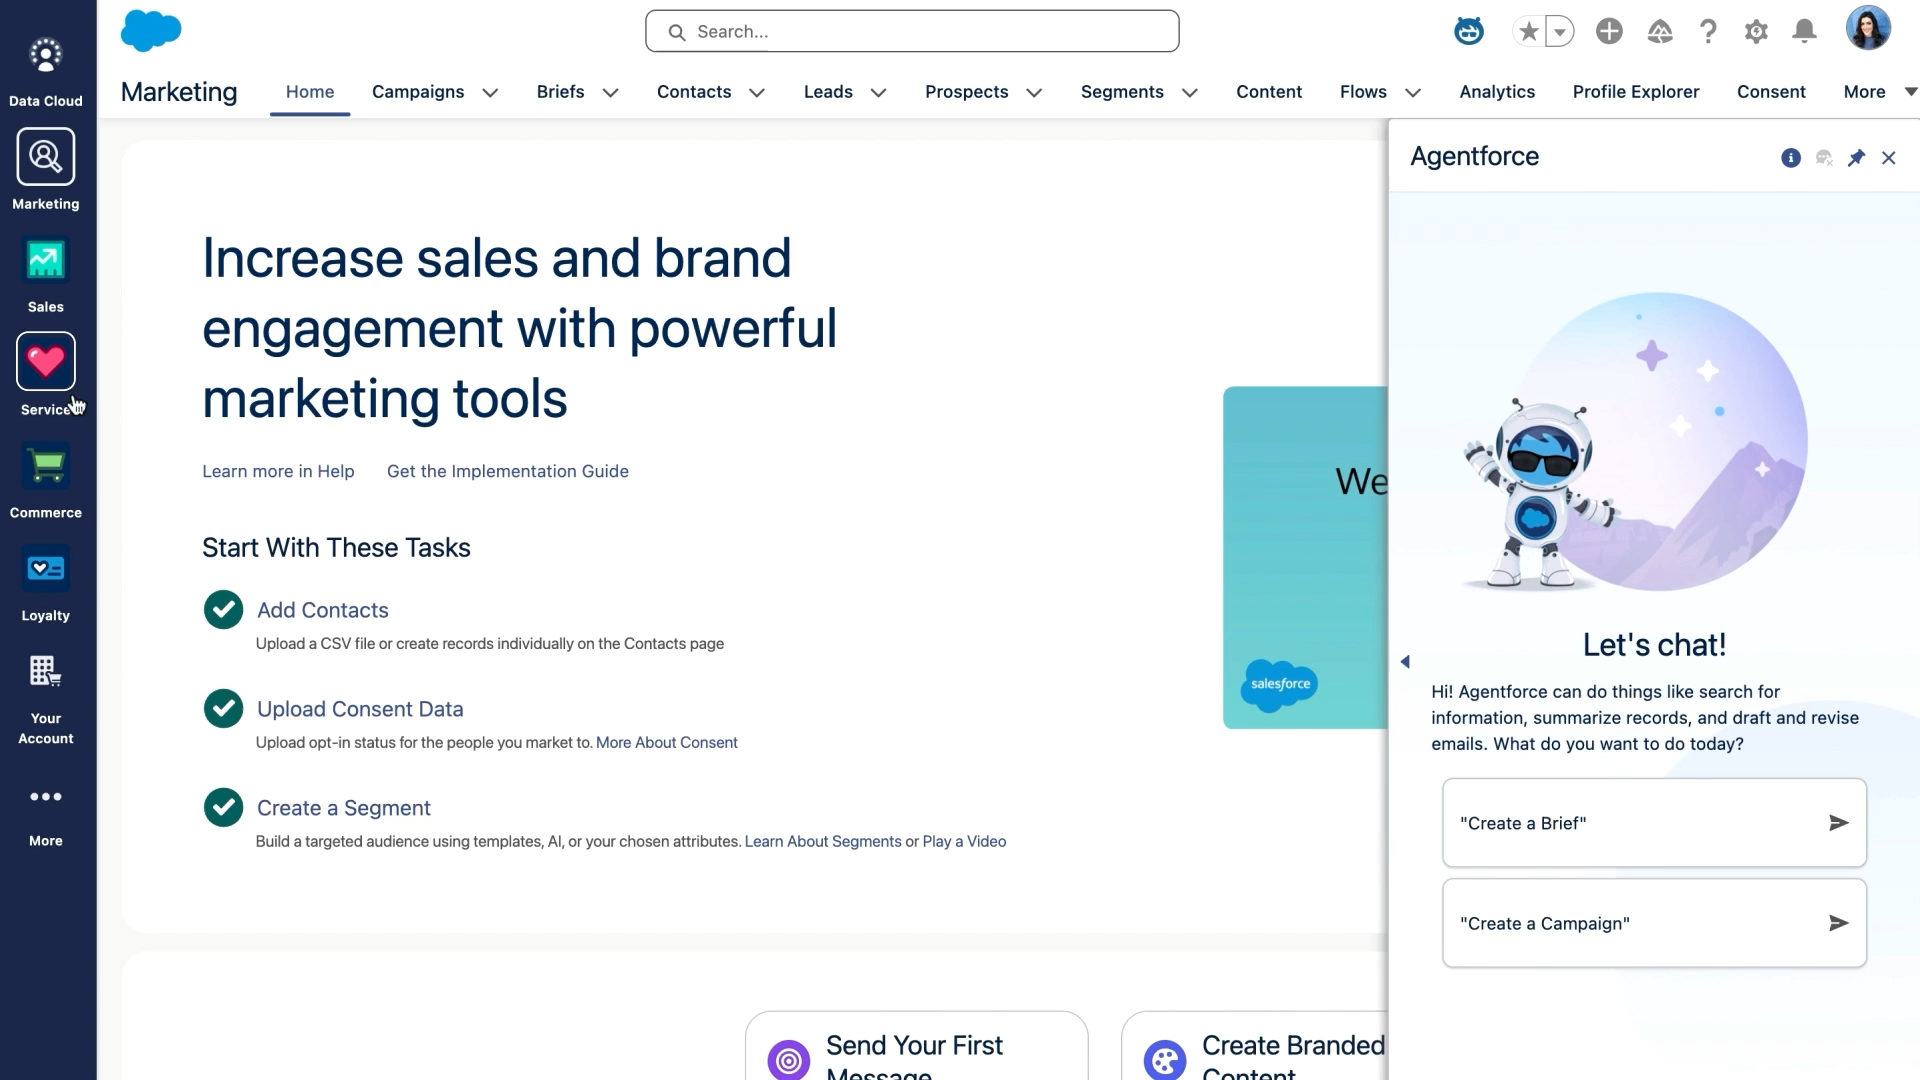 Search...
Marketing
Home
Campaigns
Briefs
Contacts
Leads
Prospects
Segments
Content
Flows
Analytics
Profile Explorer
Consent
More
Data Cloud
Marketing
Sales
Service
Commerce
Loyalty
Your
Account
More
Increase sales and brand
engagement with powerful
marketing tools
Learn more in Help
Get the Implementation Guide
Start With These Tasks
Add Contacts
Upload a CSV file or create records individually on the Contacts page
Upload Consent Data
Upload opt-in status for the people you market to. More About Consent
Create a Segment
Build a targeted audience using templates, AI, or your chosen attributes. Learn About Segments or Play a Video
We
salesforce
Send Your First
Message
Create Branded
Content
Agentforce
Let's chat!
Hi! Agentforce can do things like search for
information, summarize records, and draft and revise
emails. What do you want to do today?
"Create a Brief"
"Create a Campaign"